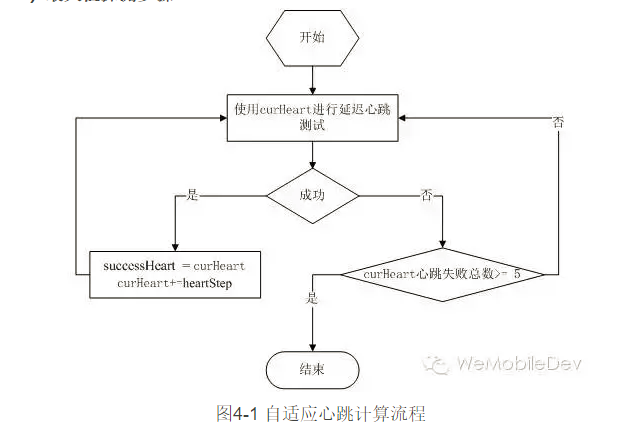 开始
使用curHeart进行延迟心跳
测试
否
成功
是
否
successHeart = curHeart
curHeart+=heartStep
curHeart心跳失败总数>= 5
是
结束
WeMobileDev
图4-1 自适应心跳计算流程